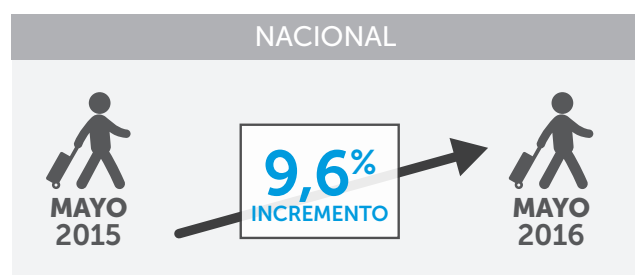 NACIONAL
9,6%
INCREMENTO
MAYO
2015
MAYO
2016